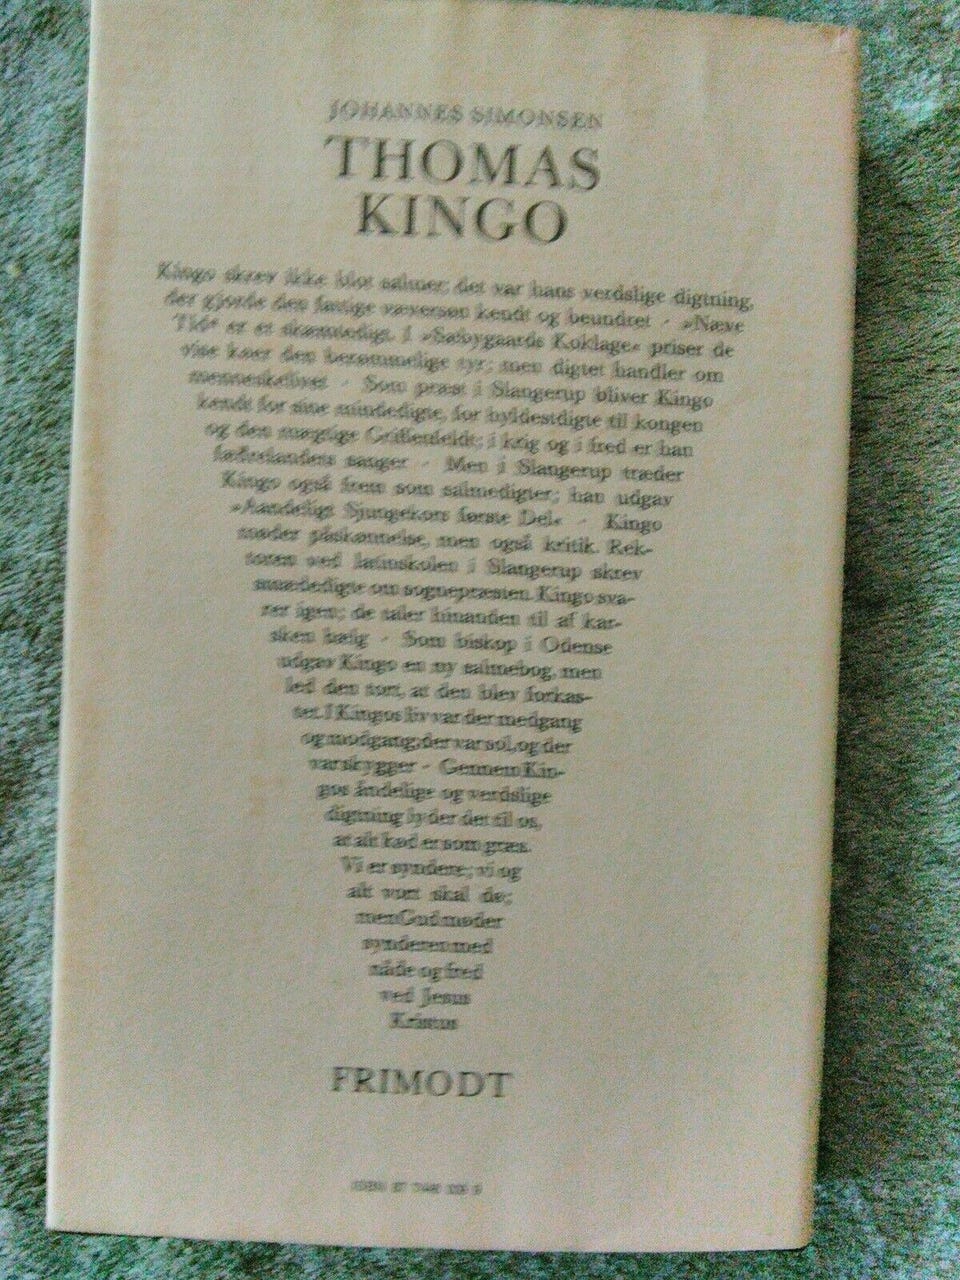 JOHANNES SIMONSEN
THOMAS
KINGO
Kingo skrev ikke blot salmer; det var hans verdslige digtning,
der gjorde den fattige væversøn kendt og beundret · »Næve
Tid« er et skæmtedigt. I »Sæbygaards Koklage« priser de
vise køer den berømmelige tyr; men digtet handler om
menneskelivet · Som præst i Slangerup bliver Kingo
kendt for sine mindedigte, for hyldestdigte til kongen
og den mægtige Griffenfeldt; i krig og i fred er han
fædrelandets sanger · Men i Slangerup træder
Kingo også frem som salmedigter; han udgav
»Aandeligt Sjungekors første Del« · Kingo
møder påskønnelse, men også kritik. Rek-
toren ved latinskolen i Slangerup skrev
smædedigte om sognepræsten. Kingo sva-
rer igen; de taler hinanden til af kar-
sken bælg · Som biskop i Odense
udgav Kingo en ny salmebog, men
led den tort, at den blev forkas-
tet. I Kingos liv var der medgang
og modgang; der var sol, og der
var skygger · Gennem Kin-
gos åndelige og verdslige
digtning lyder det til os,
at alt kød er som græs.
Vi er syndere; vi og
alt vort skal dø;
men Gud møder
synderen med
nåde og fred
ved Jesus
Kristus
FRIMODT
ISBN 87